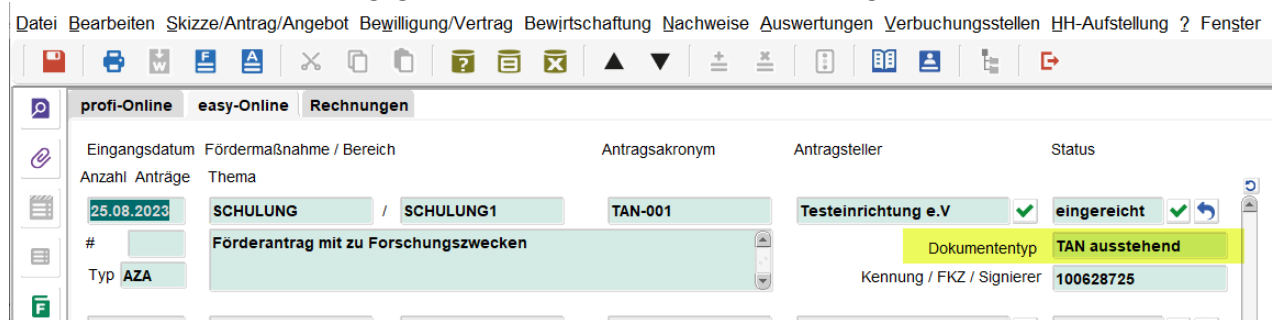 Datei Bearbeiten Skizze/Antrag/Angebot Bewilligung/Vertrag Bewirtschaftung Nachweise Auswertungen Verbuchungsstellen HH-Aufstellung ? Fenster
W F A ?
profi-Online easy-Online Rechnungen
Eingangsdatum Fördermaßnahme / Bereich Antragsakronym Antragsteller Status
Anzahl Anträge Thema
25.08.2023 SCHULUNG / SCHULUNG1 TAN-001 Testeinrichtung e.V eingereicht
# Förderantrag mit zu Forschungszwecken Dokumententyp TAN ausstehend
Typ AZA Kennung / FKZ / Signierer 100628725
F